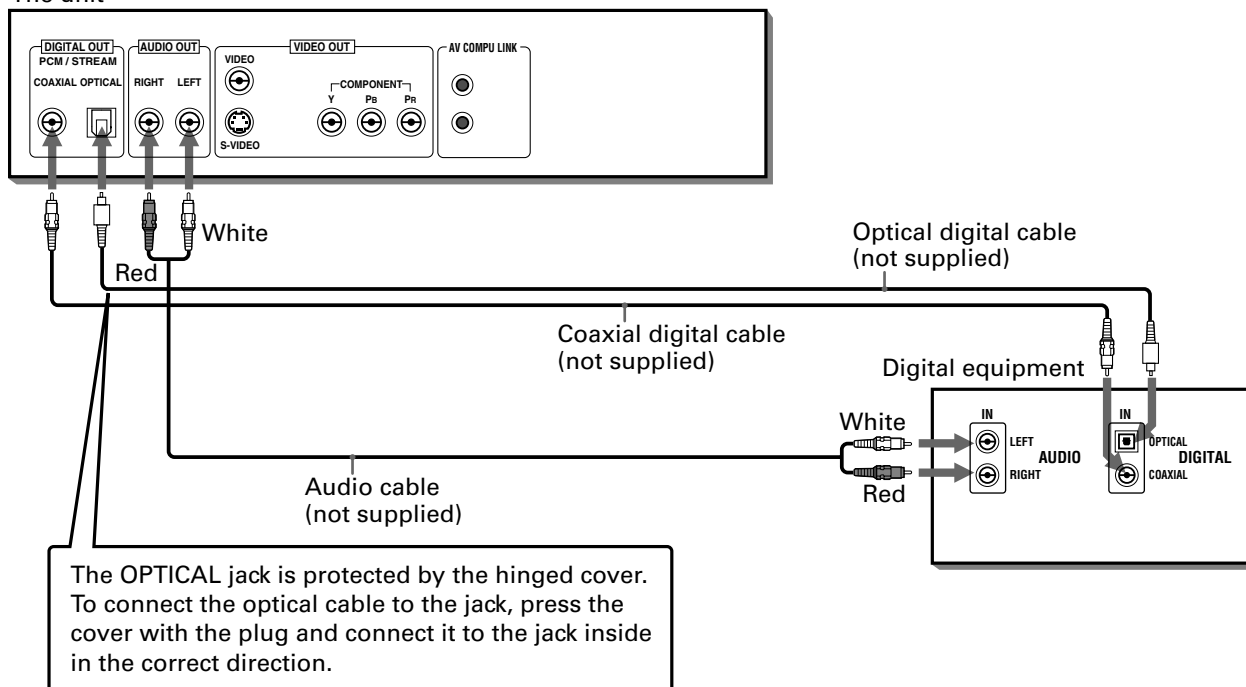 The unit
DIGITAL OUT
PCM / STREAM
COAXIAL OPTICAL
AUDIO OUT
RIGHT LEFT
VIDEO OUT
VIDEO
S-VIDEO
COMPONENT
Y PB PR
AV COMPU LINK
White
Red
Optical digital cable
(not supplied)
Coaxial digital cable
(not supplied)
Digital equipment
White
Red
IN
LEFT
RIGHT
AUDIO
IN
OPTICAL
COAXIAL
DIGITAL
Audio cable
(not supplied)
The OPTICAL jack is protected by the hinged cover.
To connect the optical cable to the jack, press the
cover with the plug and connect it to the jack inside
in the correct direction.